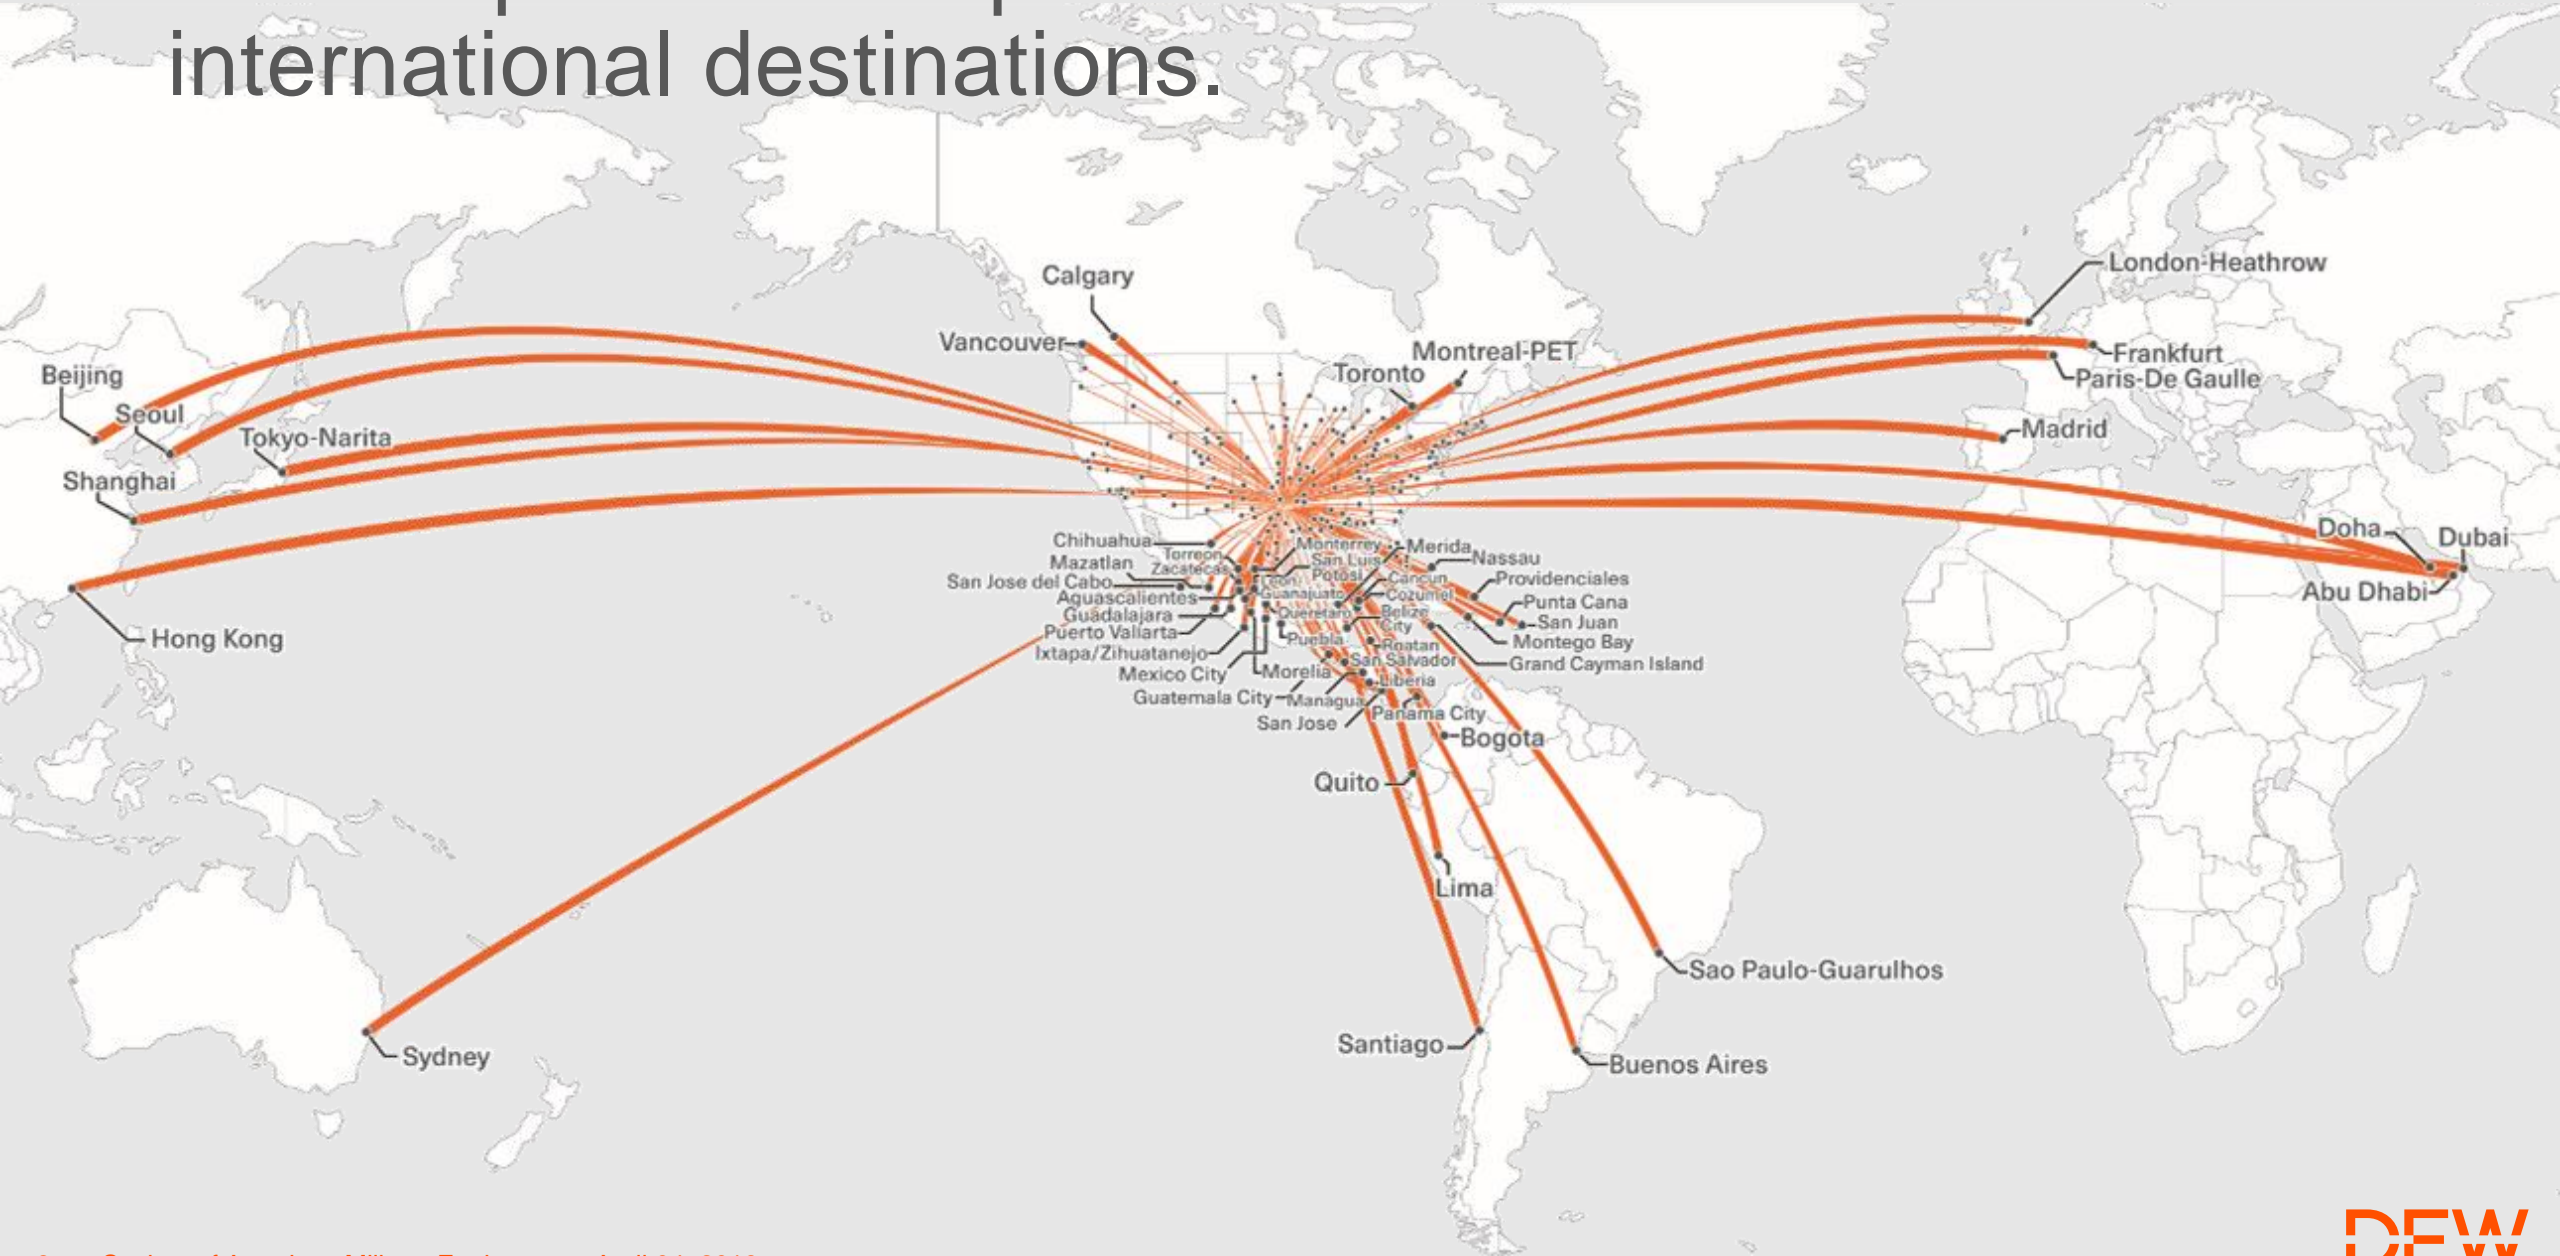 international destinations.
Calgary
London-Heathrow
Vancouver
Montreal-PET
Toronto
Frankfurt
Paris-De Gaulle
Beijing
Seoul
Tokyo-Narita
Madrid
Shanghai
Doha
Dubai
Abu Dhabi
Hong Kong
Chihuahua
Torreon
Monterrey
Merida
Nassau
Mazatlan
Zacatecas
San Luis
Potosi
San Jose del Cabo
Leon
Cancun
Providenciales
Aguascalientes
Guanajuato
Cozumel
Punta Cana
Guadalajara
Queretaro
Belize
City
San Juan
Puerto Vallarta
Puebla
Roatan
Montego Bay
Ixtapa/Zihuatanejo
San Salvador
Grand Cayman Island
Mexico City
Morelia
Liberia
Guatemala City
Managua
San Jose
Panama City
Bogota
Quito
Lima
Sao Paulo-Guarulhos
Santiago
Sydney
Buenos Aires
DFW